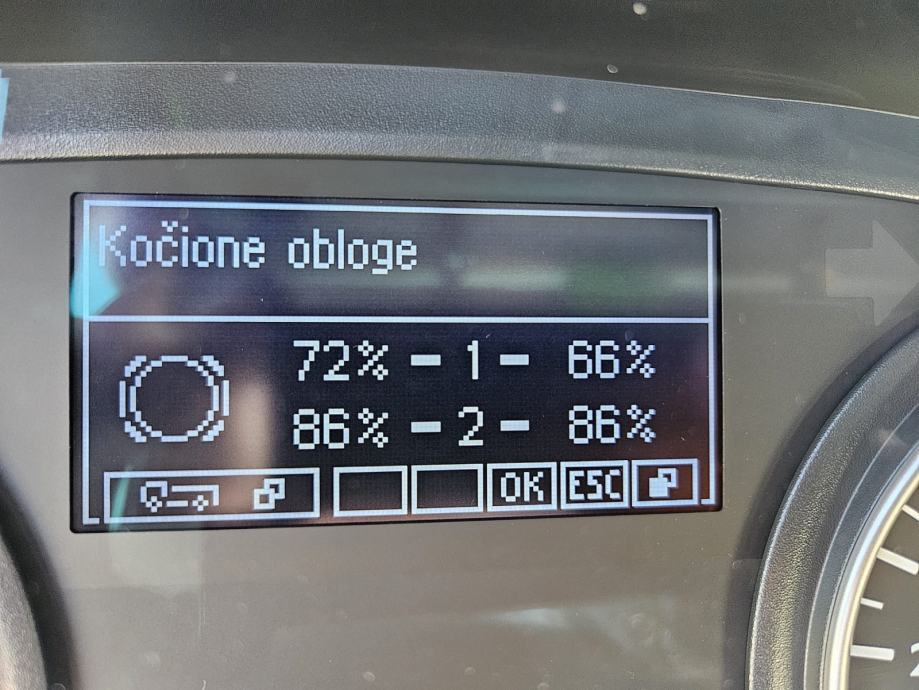 Kočione obloge
72% - 1 - 66%
86% - 2 - 86%
OK ESC